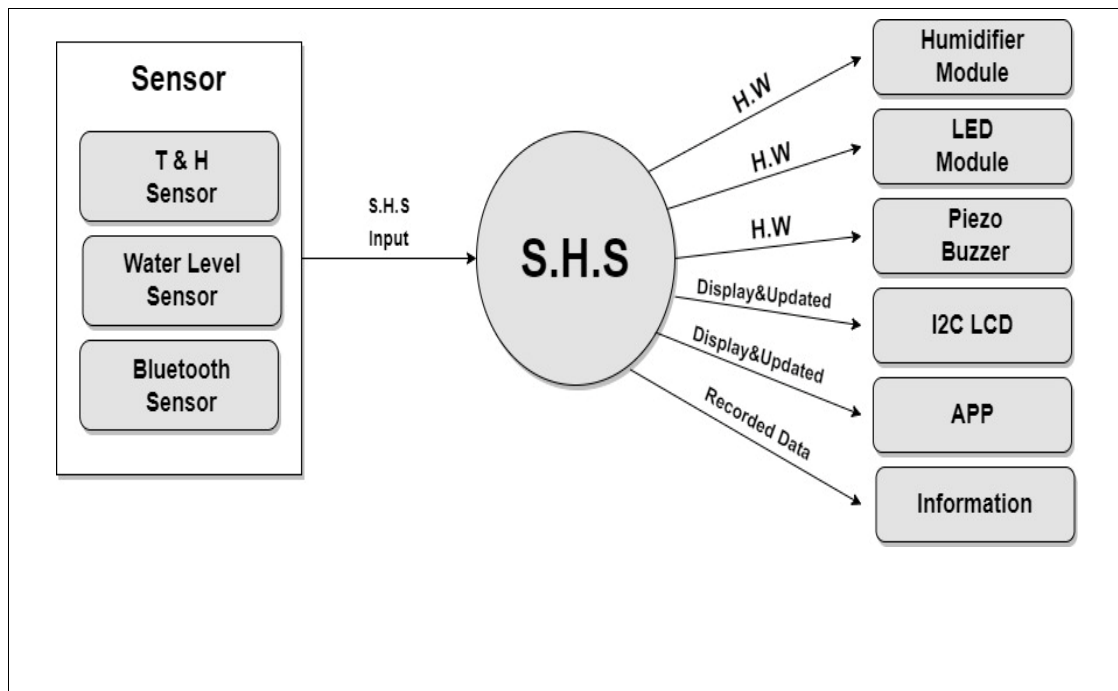 Sensor
T & H
Sensor
Water Level
Sensor
Bluetooth
Sensor
S.H.S
Input
S.H.S
H.W
H.W
H.W
Display&Updated
Display&Updated
Recorded Data
Humidifier
Module
LED
Module
Piezo
Buzzer
I2C LCD
APP
Information